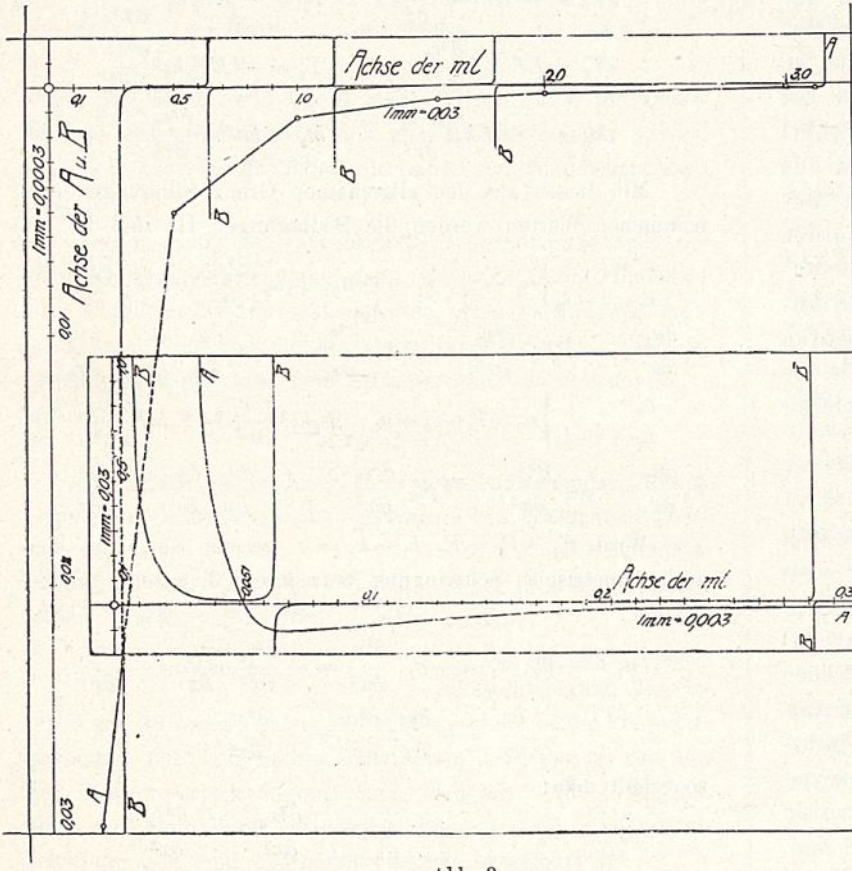 Achse der ml
A
0,1
0,5
1,0
2,0
3,0
1mm=0,03
B
B
B
1mm=0,0003
Achse der A u. B
0,01
B
A
B
B
0,5
1mm=0,03
0,051
Achse der ml
0,1
0,2
0,3
1mm=0,003
A
B
0,02
0,03
A
B